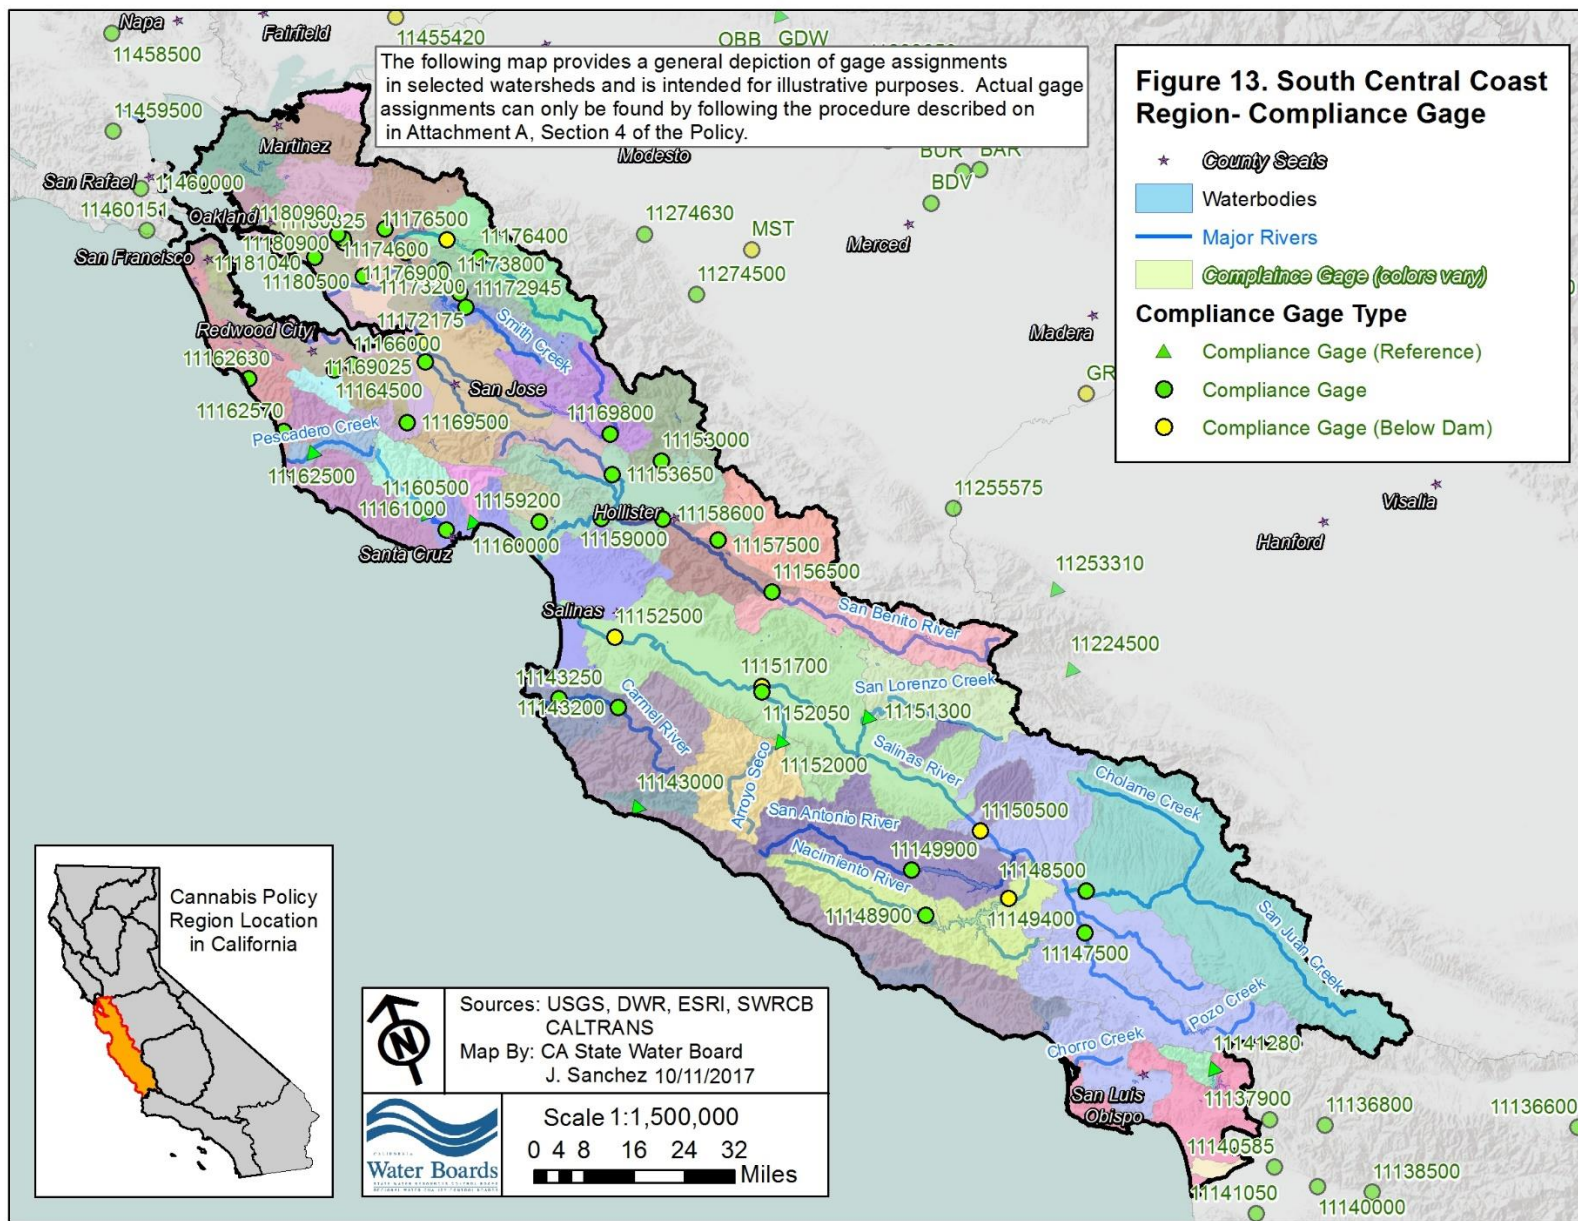 Napa
Fairfield
11458500
11455420
OBB
GDW
The following map provides a general depiction of gage assignments
in selected watersheds and is intended for illustrative purposes. Actual gage
assignments can only be found by following the procedure described on
in Attachment A, Section 4 of the Policy.
Figure 13. South Central Coast
Region- Compliance Gage
County Seats
Waterbodies
Major Rivers
Complaince Gage (colors vary)
Compliance Gage Type
Compliance Gage (Reference)
Compliance Gage
Compliance Gage (Below Dam)
11459500
Martinez
Modesto
BUR
BAR
San Rafael
11460000
BDV
11460151
Oakland
11180960
11176500
11274630
MST
Merced
San Francisco
11180900
11174600
11176400
11181040
11173800
11180500
11176900
11173200
11172945
11274500
11172175
Smith Creek
Redwood City
11166000
Madera
11162630
11169025
11164500
San Jose
GR
11162570
11169500
11169800
Pescadero Creek
11153000
11162500
11160500
11153650
11161000
11159200
Hollister
11158600
11255575
Visalia
Santa Cruz
11160000
11159000
11157500
Hanford
11156500
11253310
Salinas
11152500
San Benito River
11224500
11143250
11151700
San Lorenzo Creek
11143200
Carmel River
11152050
11151300
Arroyo Seco
11152000
Salinas River
Cholame Creek
11143000
San Antonio River
11150500
Nacimiento River
11149900
11148500
11148900
11149400
11147500
San Juan Creek
Pozo Creek
Chorro Creek
11141280
San Luis
Obispo
11137900
11136800
11136600
11140585
11138500
11141050
11140000
Cannabis Policy
Region Location
in California
N
Sources: USGS, DWR, ESRI, SWRCB
CALTRANS
Map By: CA State Water Board
J. Sanchez 10/11/2017
CALIFORNIA
Water Boards
STATE WATER RESOURCES CONTROL BOARD
REGIONAL WATER QUALITY CONTROL BOARDS
Scale 1:1,500,000
0 4 8 16 24 32
Miles